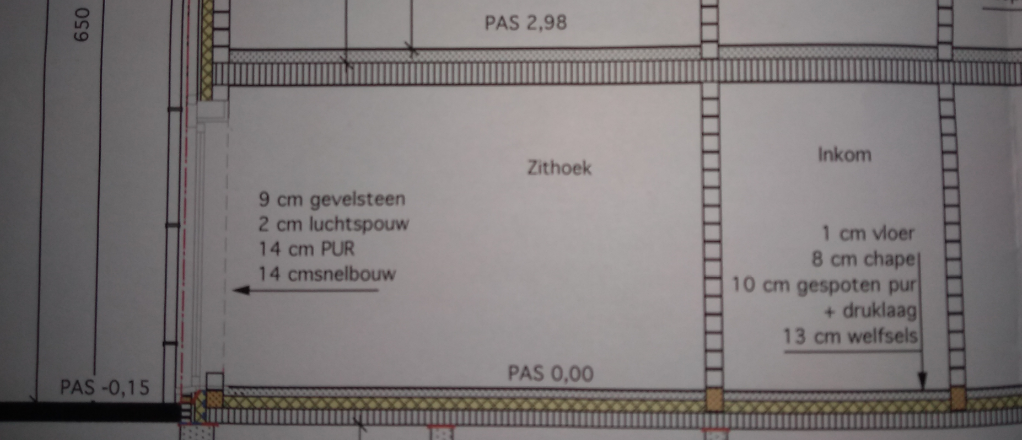 650
PAS 2,98
Zithoek
Inkom
9 cm gevelsteen
2 cm luchtspouw
14 cm PUR
14 cmsnelbouw
1 cm vloer
8 cm chape
10 cm gespoten pur
+ druklaag
13 cm welfsels
PAS 0,00
PAS -0,15